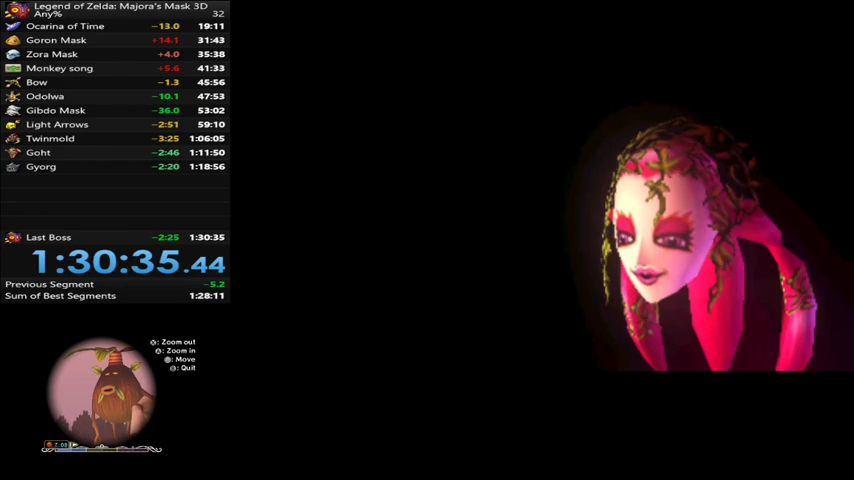 Legend of Zelda: Majora's Mask 3D
Any% 32
Ocarina of Time −13.0 19:11
Goron Mask +14.1 31:43
Zora Mask +4.0 35:38
Monkey song +5.6 41:33
Bow −1.3 45:56
Odolwa −10.1 47:53
Gibdo Mask −36.0 53:02
Light Arrows −2:51 59:10
Twinmold −3:25 1:06:05
Goht −2:46 1:11:50
Gyorg −2:20 1:18:56
Last Boss −2:25 1:30:35
1:30:35.44
Previous Segment −5.2
Sum of Best Segments 1:28:11
: Zoom out
: Zoom in
: Move
: Quit